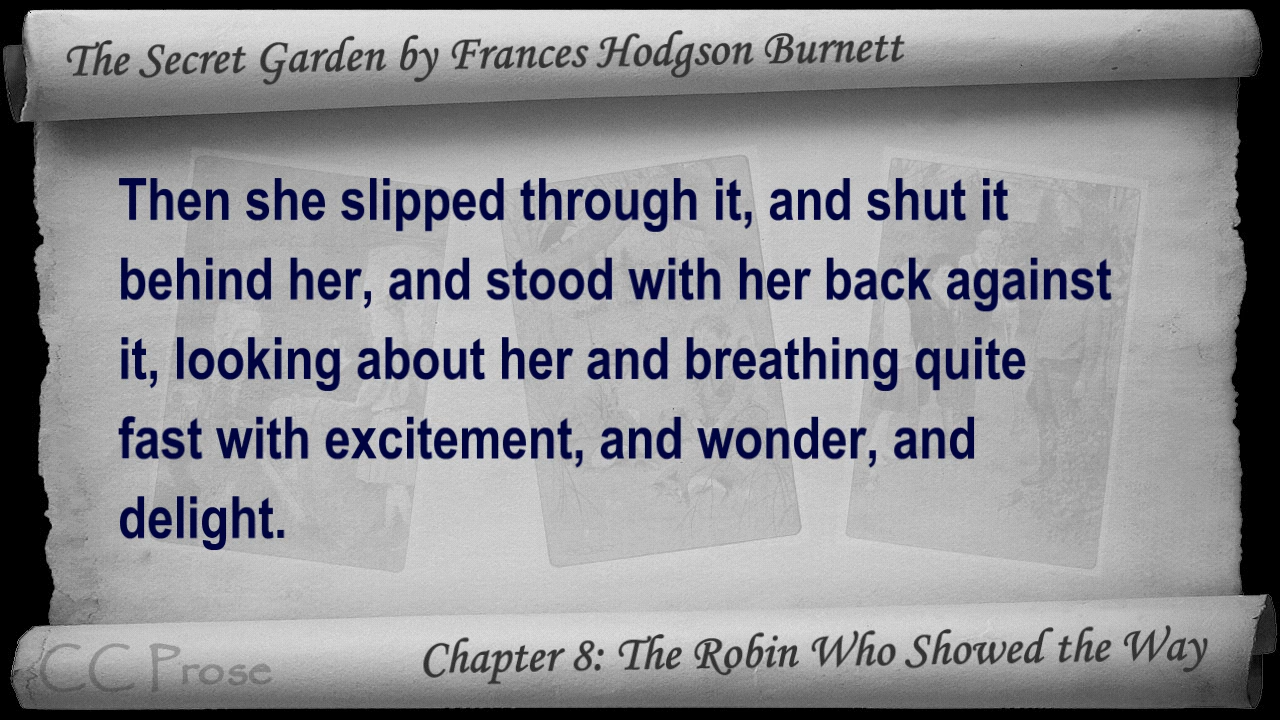 The Secret Garden by Frances Hodgson Burnett
Then she slipped through it, and shut it
behind her, and stood with her back against
it, looking about her and breathing quite
fast with excitement, and wonder, and
delight.
CC Prose
Chapter 8: The Robin Who Showed the Way